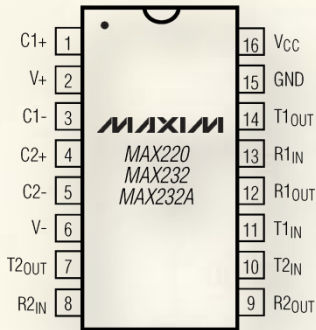 C1+ 1
V+ 2
C1- 3
C2+ 4
C2- 5
V- 6
T2OUT 7
R2IN 8
MAXIM
MAX220
MAX232
MAX232A
16 VCC
15 GND
14 T1OUT
13 R1IN
12 R1OUT
11 T1IN
10 T2IN
9 R2OUT